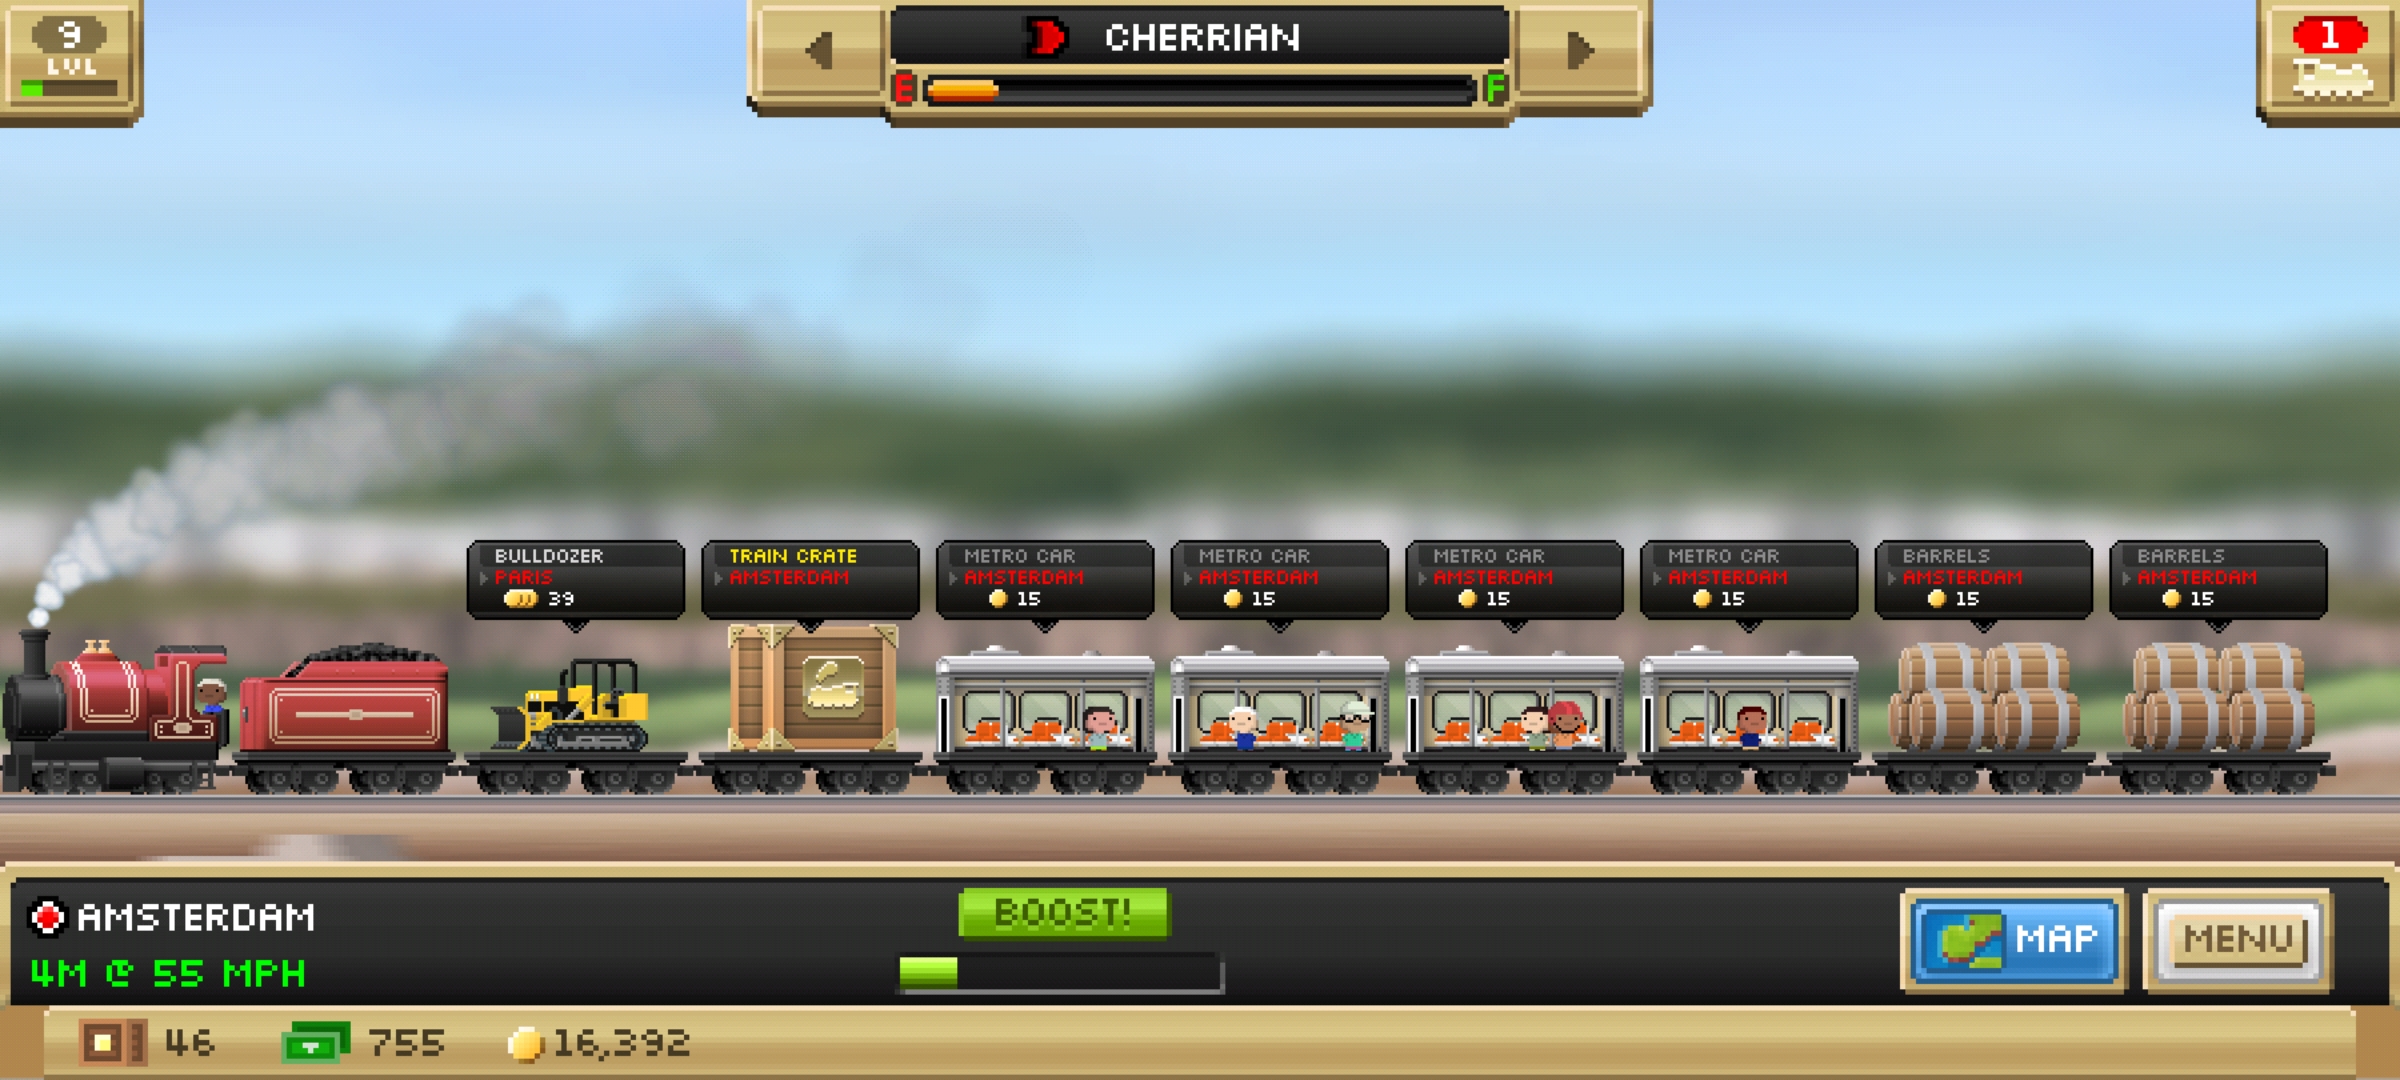 9
LVL
CHERRIAN
E F
1
BULLDOZER
PARIS
39
TRAIN CRATE
AMSTERDAM
METRO CAR
AMSTERDAM
15
METRO CAR
AMSTERDAM
15
METRO CAR
AMSTERDAM
15
METRO CAR
AMSTERDAM
15
BARRELS
AMSTERDAM
15
BARRELS
AMSTERDAM
15
AMSTERDAM
4M @ 55 MPH
BOOST!
MAP
MENU
46
755
16,392